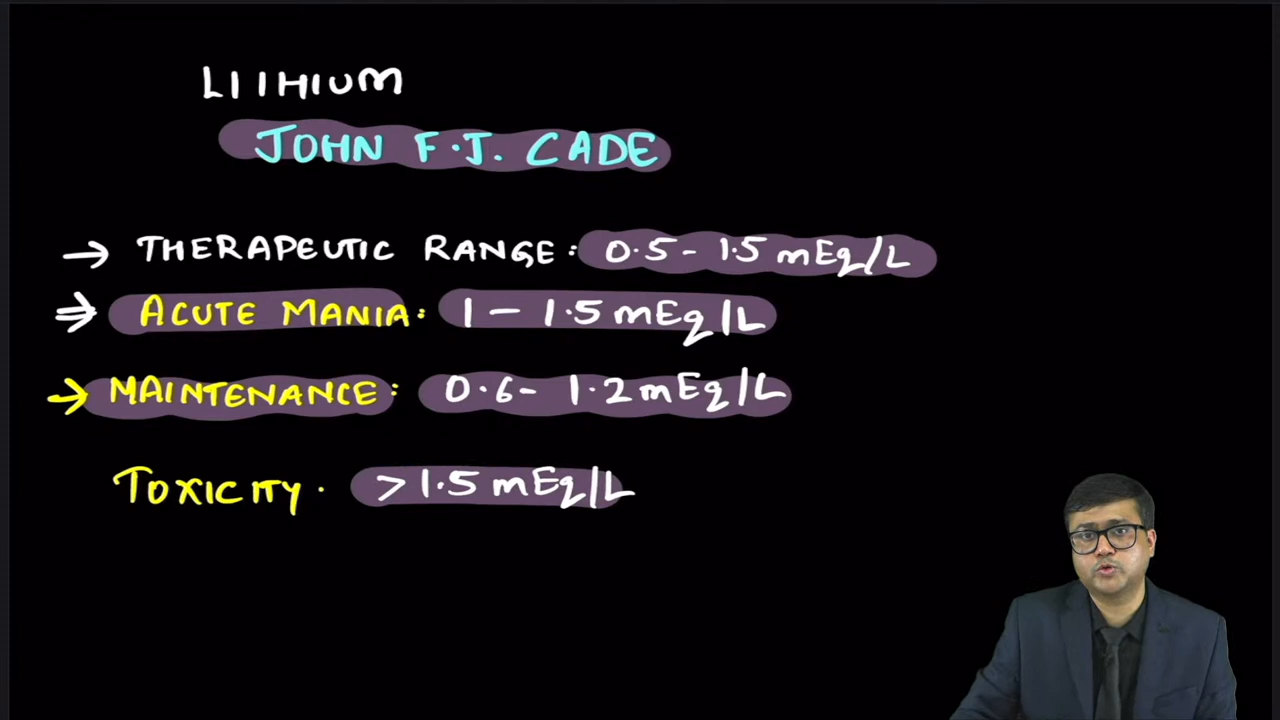 LITHIUM
JOHN F.J. CADE
→ THERAPEUTIC RANGE: 0.5- 1.5 mEq/L
⇒ ACUTE MANIA: 1 - 1.5 mEq/L
→ MAINTENANCE: 0.6- 1.2 mEq/L
TOXICITY. >1.5 mEq/L